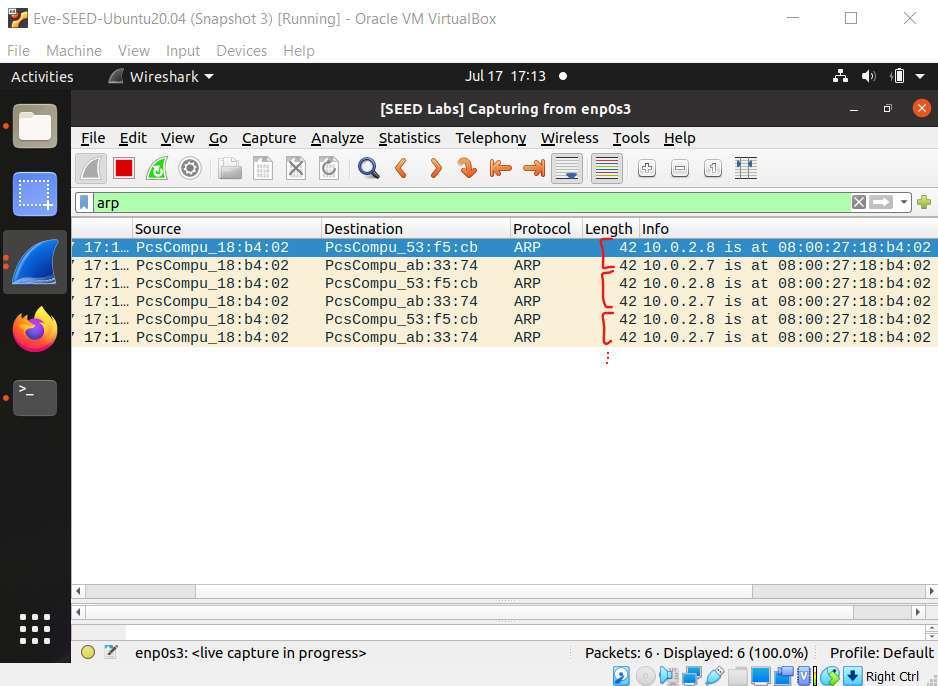 Eve-SEED-Ubuntu20.04 (Snapshot 3) [Running] - Oracle VM VirtualBox
File Machine View Input Devices Help
Activities Wireshark Jul 17 17:13
[SEED Labs] Capturing from enp0s3
File Edit View Go Capture Analyze Statistics Telephony Wireless Tools Help
arp
Source Destination Protocol Length Info
17:1… PcsCompu_18:b4:02 PcsCompu_53:f5:cb ARP 42 10.0.2.8 is at 08:00:27:18:b4:02
17:1… PcsCompu_18:b4:02 PcsCompu_ab:33:74 ARP 42 10.0.2.7 is at 08:00:27:18:b4:02
17:1… PcsCompu_18:b4:02 PcsCompu_53:f5:cb ARP 42 10.0.2.8 is at 08:00:27:18:b4:02
17:1… PcsCompu_18:b4:02 PcsCompu_ab:33:74 ARP 42 10.0.2.7 is at 08:00:27:18:b4:02
17:1… PcsCompu_18:b4:02 PcsCompu_53:f5:cb ARP 42 10.0.2.8 is at 08:00:27:18:b4:02
17:1… PcsCompu_18:b4:02 PcsCompu_ab:33:74 ARP 42 10.0.2.7 is at 08:00:27:18:b4:02
enp0s3: <live capture in progress> Packets: 6 · Displayed: 6 (100.0%) Profile: Default
Right Ctrl